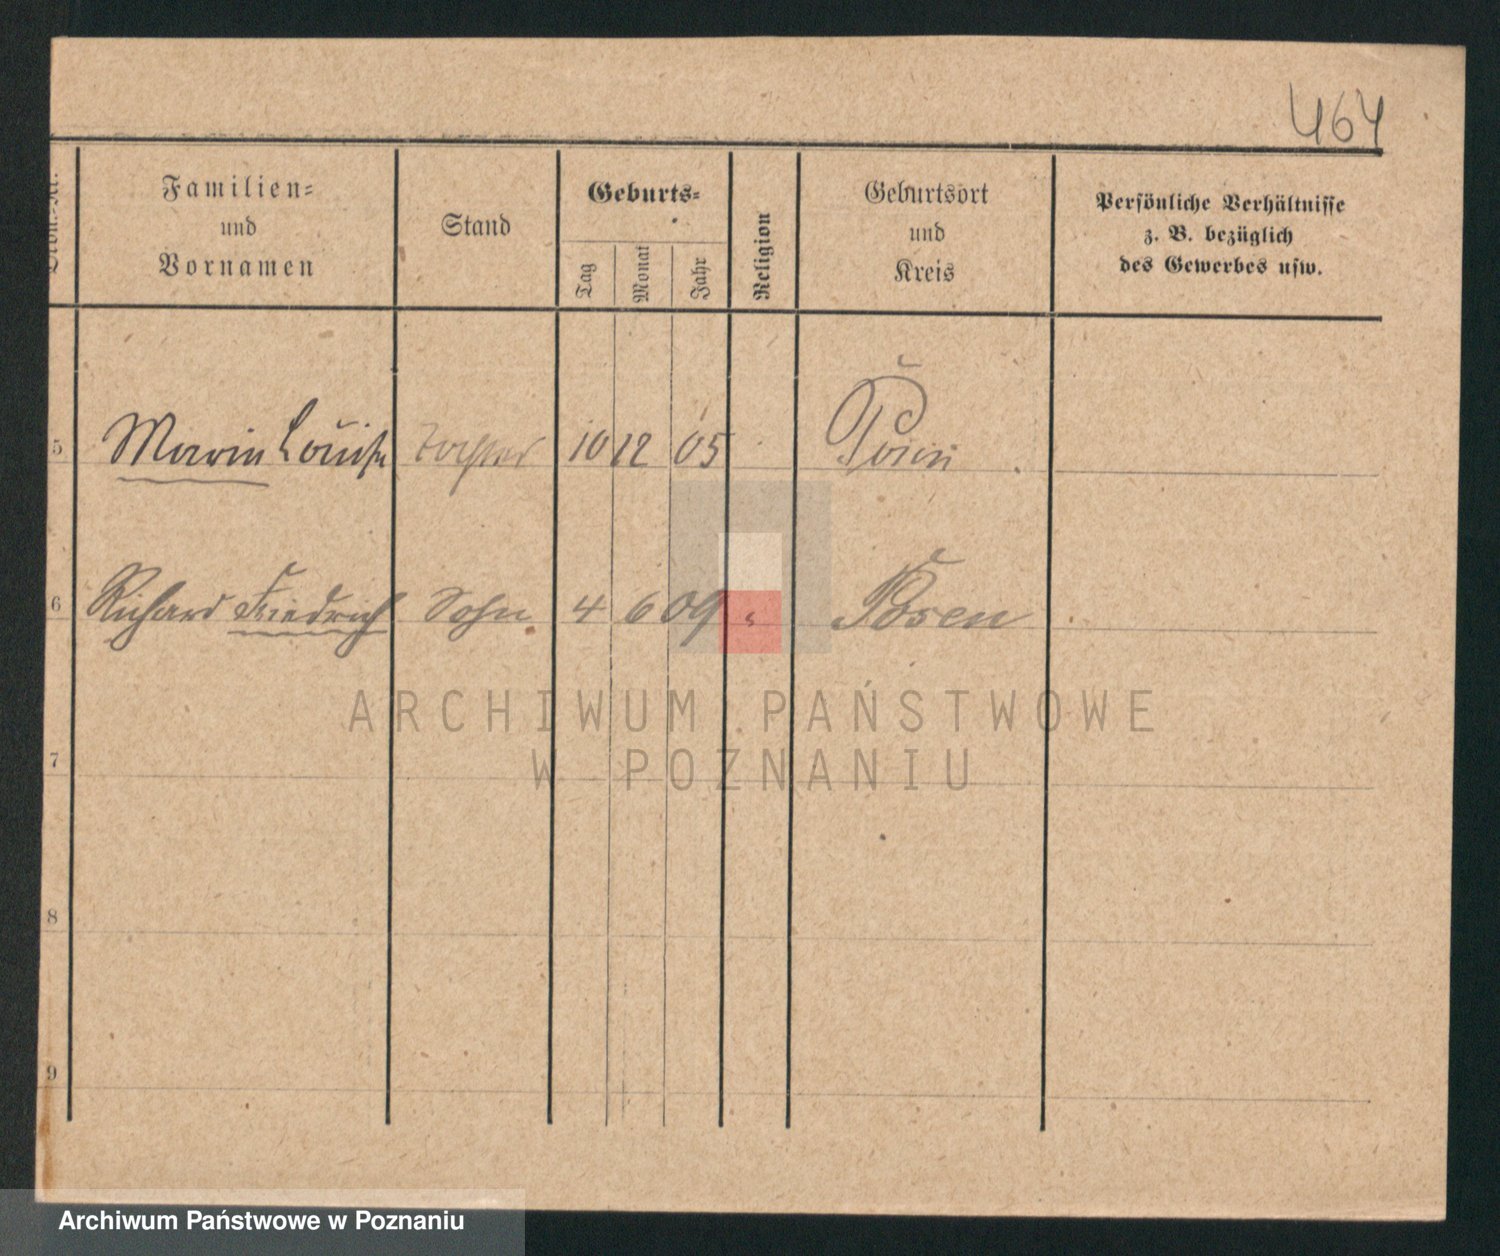 464
Familien=
und
Vornamen
Stand
Geburts=
Tag
Monat
Jahr
Religion
Geburtsort
und
Kreis
Persönliche Verhältnisse
z. B. bezüglich
des Gewerbes usw.
5 Marie Louise Tochter 10 12 05
6 Richard Friedrich Sohn 4 6 09 " Posen
7
8
9
ARCHIWUM PAŃSTWOWE
W POZNANIU
Archiwum Państwowe w Poznaniu